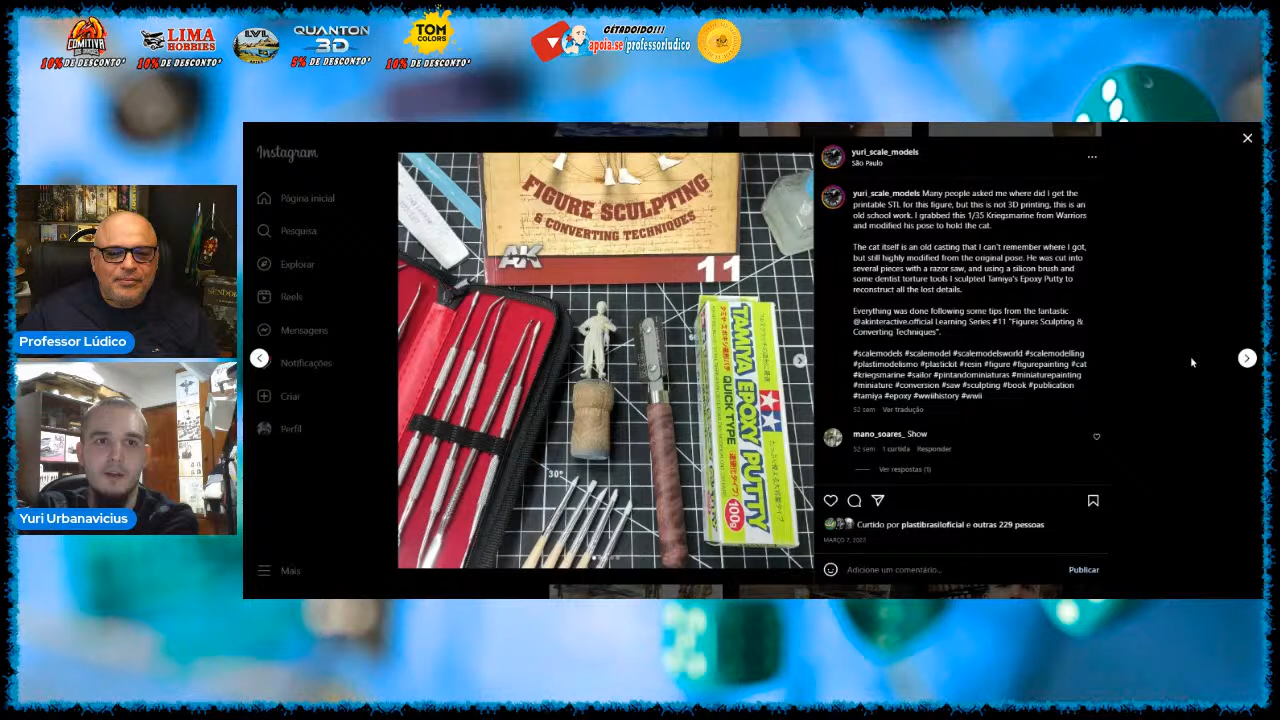 COMITIVA
10% DE DESCONTO*
LIMA
HOBBIES
10% DE DESCONTO*
LVL
QUANTON
3D
5% DE DESCONTO*
TOM
COLORS
10% DE DESCONTO*
CÊTADOIDO!!!
apoia.se/professorludico
Professor Lúdico
Yuri Urbanavicius
Instagram
Página inicial
Pesquisa
Explorar
Reels
Mensagens
Notificações
Criar
Perfil
Mais
FIGURE SCULPTING
& CONVERTING TECHNIQUES
AK
11
30°
TAMIYA EPOXY PUTTY
QUICK TYPE
100g
yuri_scale_models
São Paulo
yuri_scale_models Many people asked me where did I get the
printable STL for this figure, but this is not 3D printing, this is an
old school work. I grabbed this 1/35 Kriegsmarine from Warriors
and modified his pose to hold the cat.
The cat itself is an old casting that I can't remember where I got,
but still highly modified from the original pose. He was cut into
several pieces with a razor saw, and using a silicon brush and
some dentist torture tools I sculpted Tamiya's Epoxy Putty to
reconstruct all the lost details.
Everything was done following some tips from the fantastic
@akinteractive.official Learning Series #11 "Figures Sculpting &
Converting Techniques".
#scalemodels #scalemodel #scalemodelsworld #scalemodelling
#plastimodelismo #plastickit #resin #figure #figurepainting #cat
#kriegsmarine #sailor #pintandominiaturas #miniaturepainting
#miniature #conversion #saw #sculpting #book #publication
#tamiya #epoxy #wwiihistory #wwii
52 sem Ver tradução
mano_soares_ Show
52 sem 1 curtida Responder
Ver respostas (1)
Curtido por plastibrasiloficial e outras 229 pessoas
MARÇO 7, 2022
Adicione um comentário...
Publicar